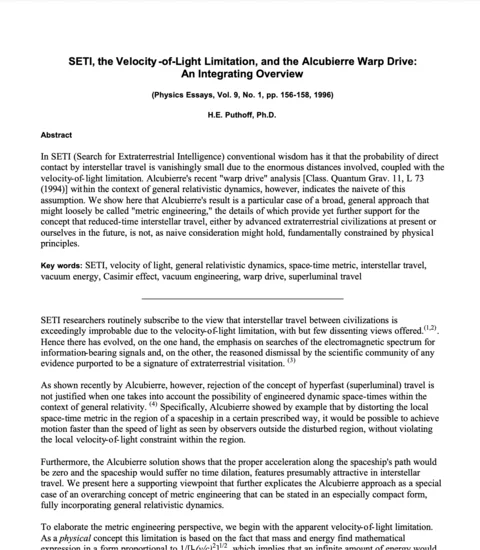 SETI, the Velocity-of-Light Limitation, and the Alcubierre Warp Drive:
An Integrating Overview
(Physics Essays, Vol. 9, No. 1, pp. 156-158, 1996)
H.E. Puthoff, Ph.D.
Abstract
In SETI (Search for Extraterrestrial Intelligence) conventional wisdom has it that the probability of direct
contact by interstellar travel is vanishingly small due to the enormous distances involved, coupled with the
velocity-of-light limitation. Alcubierre's recent "warp drive" analysis [Class. Quantum Grav. 11, L 73
(1994)] within the context of general relativistic dynamics, however, indicates the naivete of this
assumption. We show here that Alcubierre's result is a particular case of a broad, general approach that
might loosely be called "metric engineering," the details of which provide yet further support for the
concept that reduced-time interstellar travel, either by advanced extraterrestrial civilizations at present or
ourselves in the future, is not, as naive consideration might hold, fundamentally constrained by physical
principles.
Key words: SETI, velocity of light, general relativistic dynamics, space-time metric, interstellar travel,
vacuum energy, Casimir effect, vacuum engineering, warp drive, superluminal travel
SETI researchers routinely subscribe to the view that interstellar travel between civilizations is
exceedingly improbable due to the velocity-of-light limitation, with but few dissenting views offered.(1,2).
Hence there has evolved, on the one hand, the emphasis on searches of the electromagnetic spectrum for
information-bearing signals and, on the other, the reasoned dismissal by the scientific community of any
evidence purported to be a signature of extraterrestrial visitation. (3)
As shown recently by Alcubierre, however, rejection of the concept of hyperfast (superluminal) travel is
not justified when one takes into account the possibility of engineered dynamic space-times within the
context of general relativity. (4) Specifically, Alcubierre showed by example that by distorting the local
space-time metric in the region of a spaceship in a certain prescribed way, it would be possible to achieve
motion faster than the speed of light as seen by observers outside the disturbed region, without violating
the local velocity-of-light constraint within the region.
Furthermore, the Alcubierre solution shows that the proper acceleration along the spaceship's path would
be zero and the spaceship would suffer no time dilation, features presumably attractive in interstellar
travel. We present here a supporting viewpoint that further explicates the Alcubierre approach as a special
case of an overarching concept of metric engineering that can be stated in an especially compact form,
fully incorporating general relativistic dynamics.
To elaborate the metric engineering perspective, we begin with the apparent velocity-of-light limitation.
As a physical concept this limitation is based on the fact that mass and energy find mathematical
expression in a form proportional to 1/[1-(v/c)2]1/2, which implies that an infinite amount of energy would